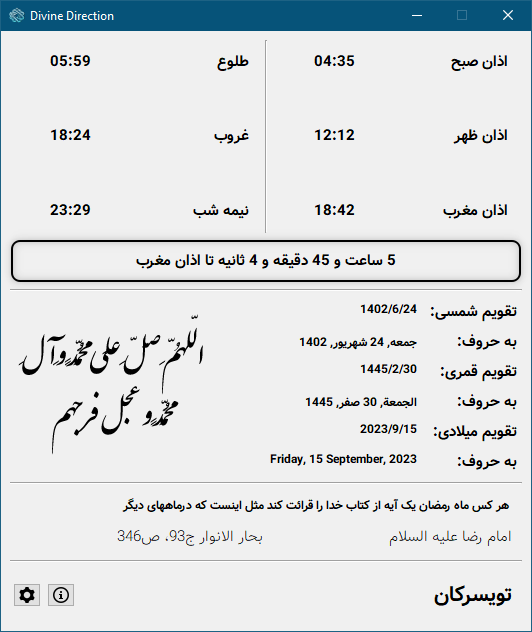 Divine Direction
اذان صبح 04:35 طلوع 05:59
اذان ظهر 12:12 غروب 18:24
اذان مغرب 18:42 نیمه شب 23:29
5 ساعت و 45 دقیقه و 4 ثانیه تا اذان مغرب
تقویم شمسی: 1402/6/24
به حروف: جمعه, 24 شهریور, 1402
تقویم قمری: 1445/2/30
به حروف: الجمعة, 30 صفر, 1445
تقویم میلادی: 2023/9/15
به حروف: Friday, 15 September, 2023
اللّهُمّ صلّ علی محمّدٍ وآل
محمّدٍ و عجل فرجهم
هر کس ماه رمضان یک آیه از کتاب خدا را قرائت کند مثل اینست که درماههای دیگر
امام رضا علیه السلام بحار الانوار ج93، ص346
تویسرکان